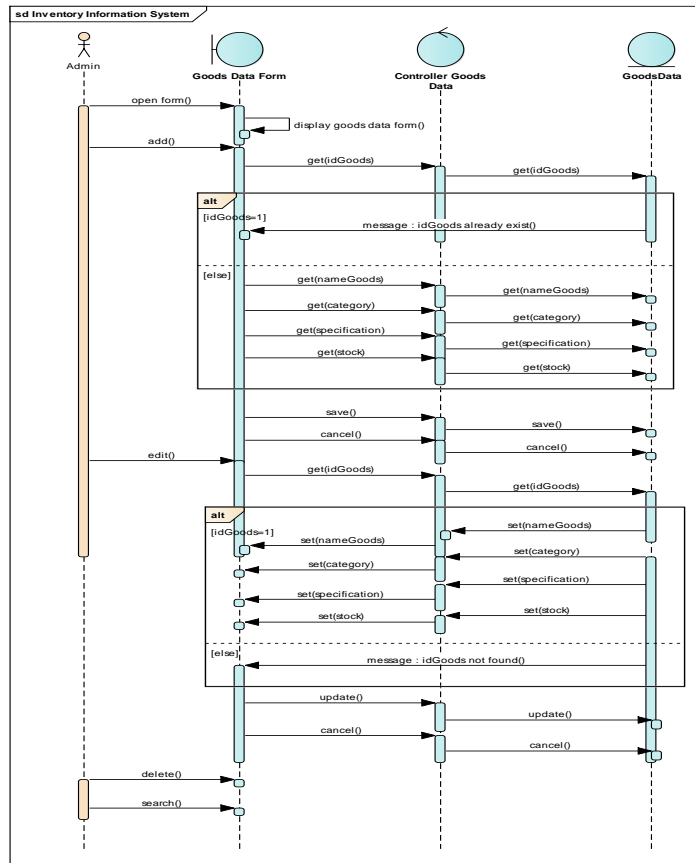 sd Inventory Information System
Admin
Goods Data Form
Controller Goods
Data
GoodsData
open form()
display goods data form()
add()
get(idGoods)
get(idGoods)
alt
[idGoods=1]
message : idGoods already exist()
[else]
get(nameGoods)
get(nameGoods)
get(category)
get(category)
get(specification)
get(specification)
get(stock)
get(stock)
save()
save()
cancel()
cancel()
edit()
get(idGoods)
get(idGoods)
alt
[idGoods=1]
set(nameGoods)
set(nameGoods)
set(category)
set(category)
set(specification)
set(specification)
set(stock)
set(stock)
[else]
message : idGoods not found()
update()
update()
cancel()
cancel()
delete()
search()